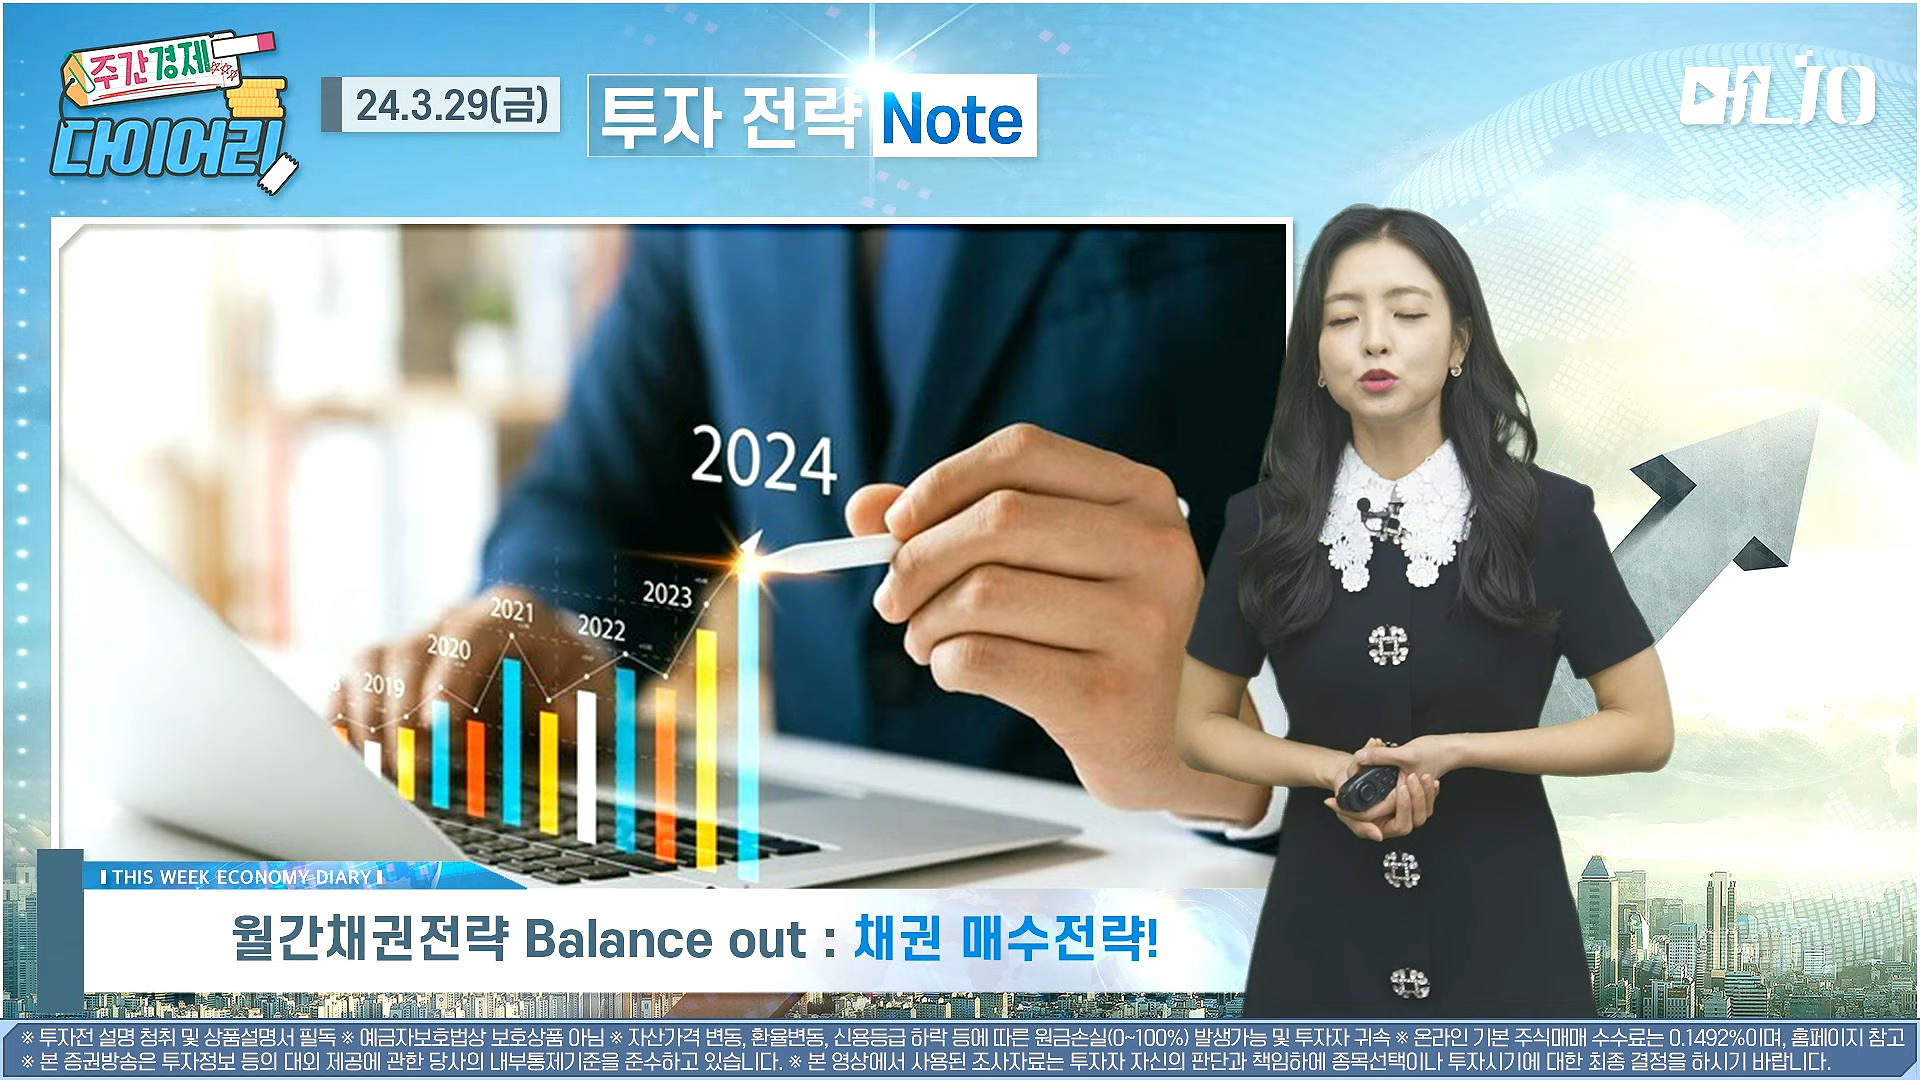 주간경제
다이어리
24.3.29(금)
투자 전략 Note
2024
2023
2022
2021
2020
2019
THIS WEEK ECONOMY DIARY
월간채권전략 Balance out : 채권 매수전략!
※ 투자전 설명 청취 및 상품설명서 필독 ※ 예금자보호법상 보호상품 아님 ※ 자산가격 변동, 환율변동, 신용등급 하락 등에 따른 원금손실(0~100%) 발생가능 및 투자자 귀속 ※ 온라인 기본 주식매매 수수료는 0.1492%이며, 홈페이지 참고
※ 본 증권방송은 투자정보 등의 대외 제공에 관한 당사의 내부통제기준을 준수하고 있습니다. ※ 본 영상에서 사용된 조사자료는 투자자 자신의 판단과 책임하에 종목선택이나 투자시기에 대한 최종 결정을 하시기 바랍니다.